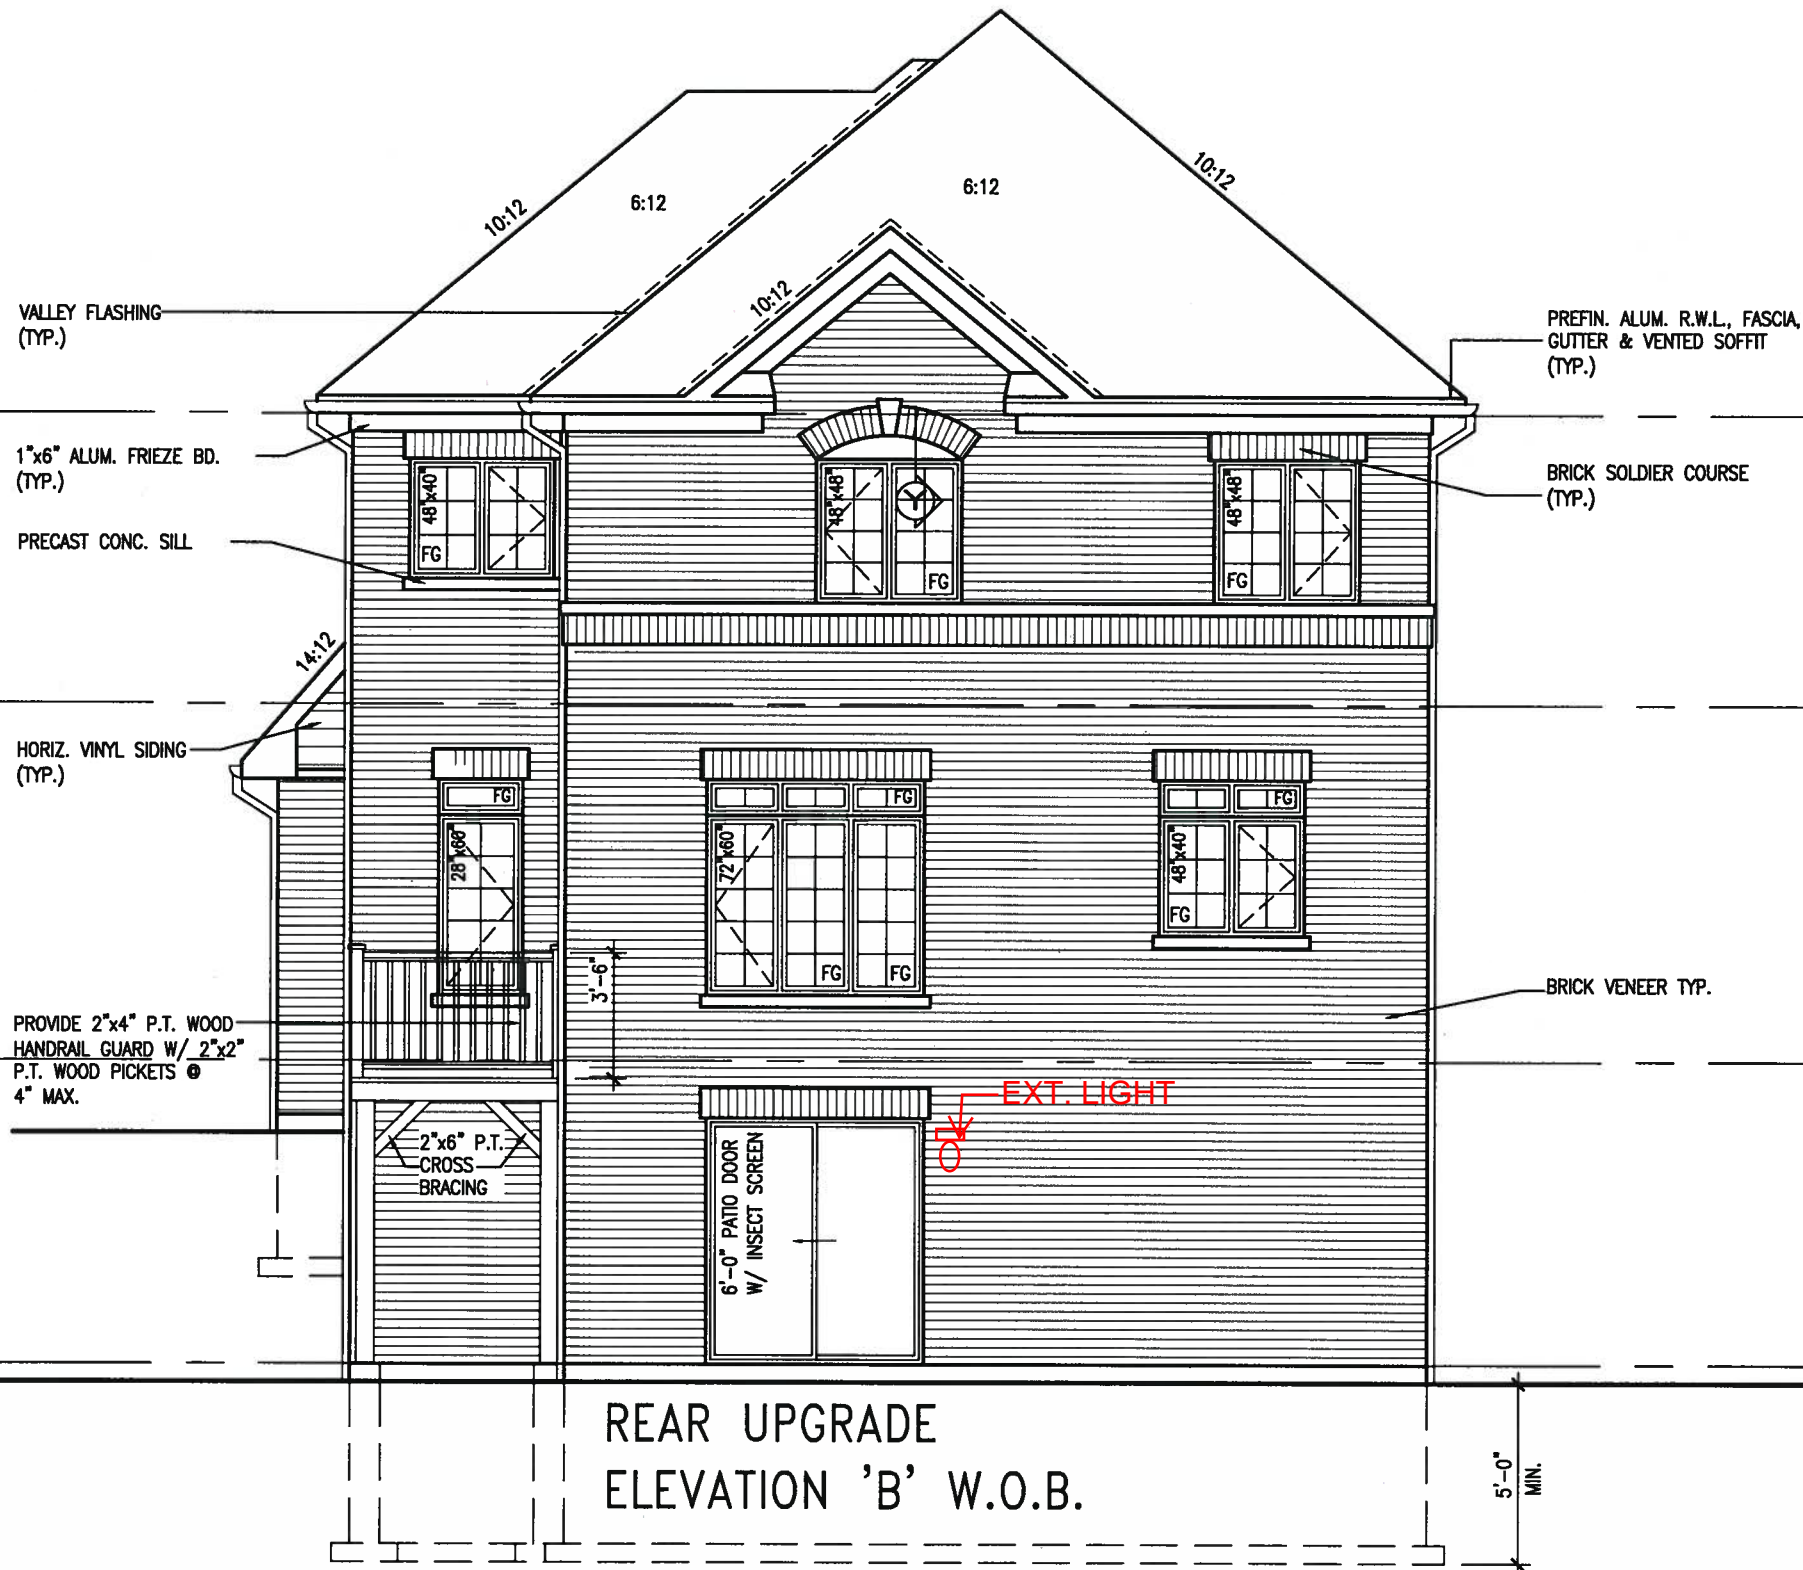 10:12
6:12
6:12
10:12
10:12
VALLEY FLASHING
(TYP.)
PREFIN. ALUM. R.W.L., FASCIA,
GUTTER & VENTED SOFFIT
(TYP.)
1"x6" ALUM. FRIEZE BD.
(TYP.)
PRECAST CONC. SILL
BRICK SOLDIER COURSE
(TYP.)
48"x40"
FG
48"x48"
FG
48"x48"
FG
14:12
HORIZ. VINYL SIDING
(TYP.)
FG
28"x60"
FG
72"x60"
FG
FG
FG
48"x40"
FG
3'-6"
BRICK VENEER TYP.
PROVIDE 2"x4" P.T. WOOD
HANDRAIL GUARD W/ 2"x2"
P.T. WOOD PICKETS @
4" MAX.
EXT. LIGHT
2"x6" P.T.
CROSS
BRACING
6'-0" PATIO DOOR
W/ INSECT SCREEN
REAR UPGRADE
ELEVATION 'B' W.O.B.
5'-0"
MIN.